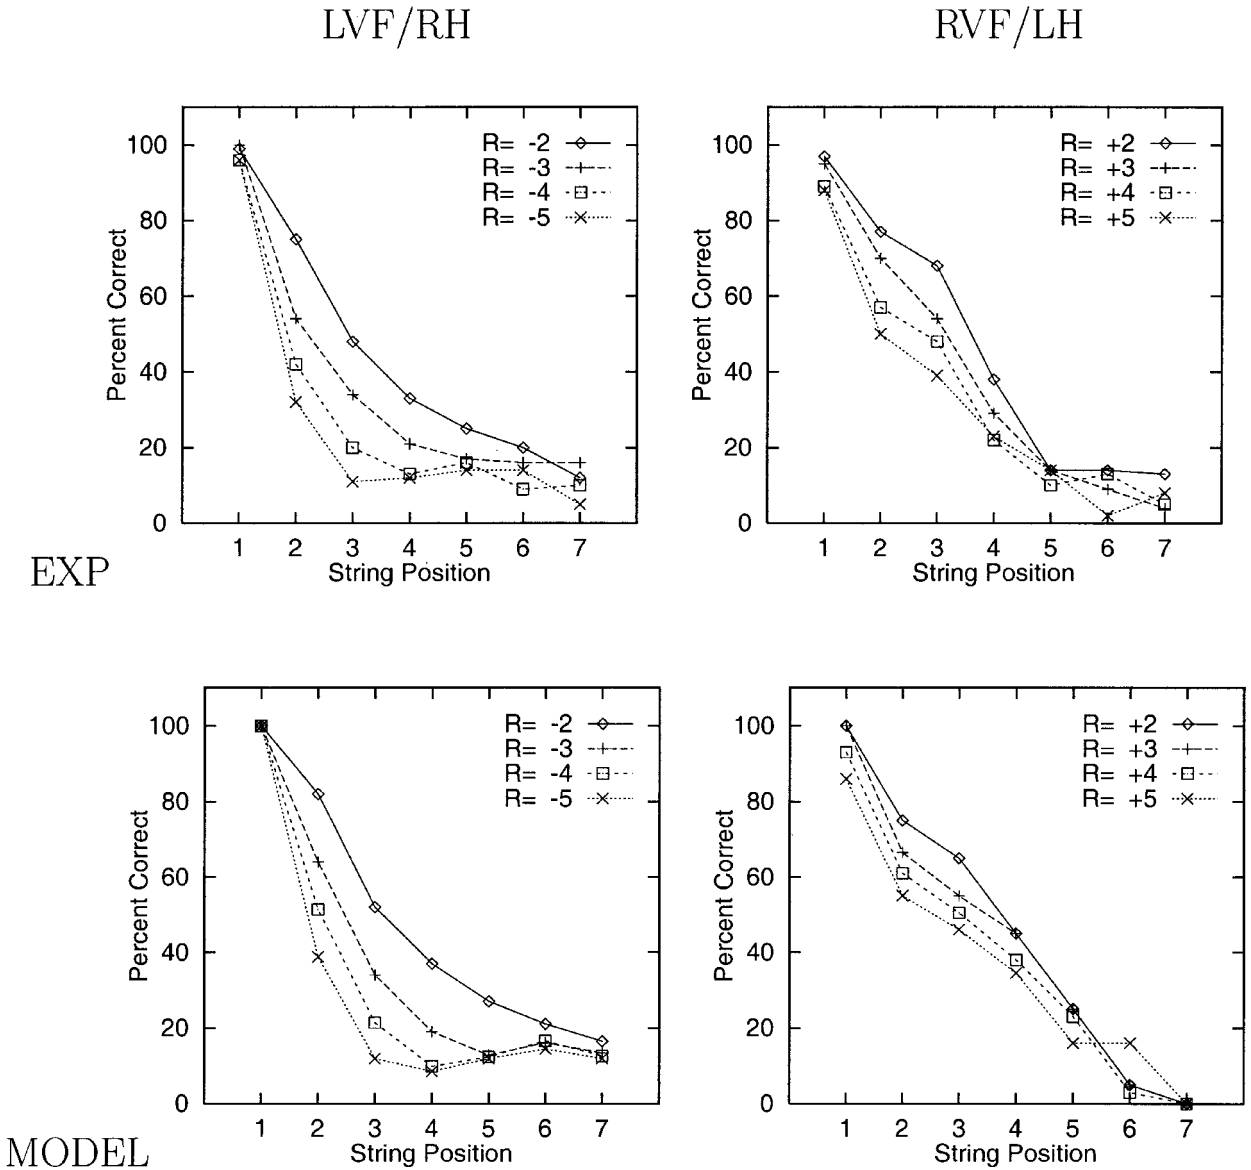 LVF/RH RVF/LH
R= -2
R= -3
R= -4
R= -5
100
80
60
40
20
0
Percent Correct
1 2 3 4 5 6 7
String Position
R= +2
R= +3
R= +4
R= +5
100
80
60
40
20
0
Percent Correct
1 2 3 4 5 6 7
String Position
EXP
R= -2
R= -3
R= -4
R= -5
100
80
60
40
20
0
Percent Correct
1 2 3 4 5 6 7
String Position
R= +2
R= +3
R= +4
R= +5
100
80
60
40
20
0
Percent Correct
1 2 3 4 5 6 7
String Position
MODEL